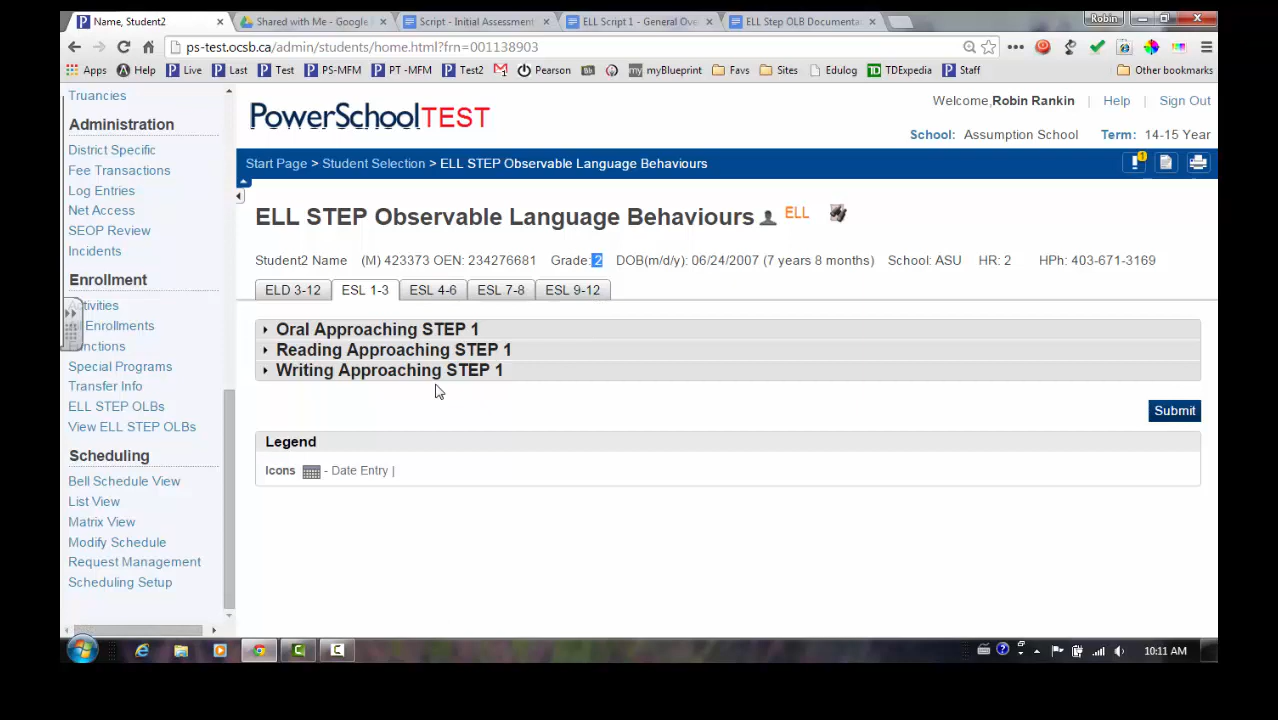 Name, Student2 × Shared with Me - Google × Script - Initial Assessment × ELL Script 1 - General Ov × ELL Step OLB Documenta × Robin
ps-test.ocsb.ca/admin/students/home.html?frn=001138903
Apps Help Live Last Test PS-MFM PT -MFM Test2 Pearson my myBlueprint Favs Sites Edulog TD TDExpedia Staff Other bookmarks
Truancies
Administration
District Specific
Fee Transactions
Log Entries
Net Access
SEOP Review
Incidents
Enrollment
Activities
Enrollments
Functions
Special Programs
Transfer Info
ELL STEP OLBs
View ELL STEP OLBs
Scheduling
Bell Schedule View
List View
Matrix View
Modify Schedule
Request Management
Scheduling Setup
PowerSchoolTEST
Welcome, Robin Rankin | Help | Sign Out
School: Assumption School Term: 14-15 Year
Start Page > Student Selection > ELL STEP Observable Language Behaviours
1
ELL STEP Observable Language Behaviours ELL
Student2 Name (M) 423373 OEN: 234276681 Grade: 2 DOB(m/d/y): 06/24/2007 (7 years 8 months) School: ASU HR: 2 HPh: 403-671-3169
ELD 3-12 ESL 1-3 ESL 4-6 ESL 7-8 ESL 9-12
Oral Approaching STEP 1
Reading Approaching STEP 1
Writing Approaching STEP 1
Submit
Legend
Icons - Date Entry |
10:11 AM